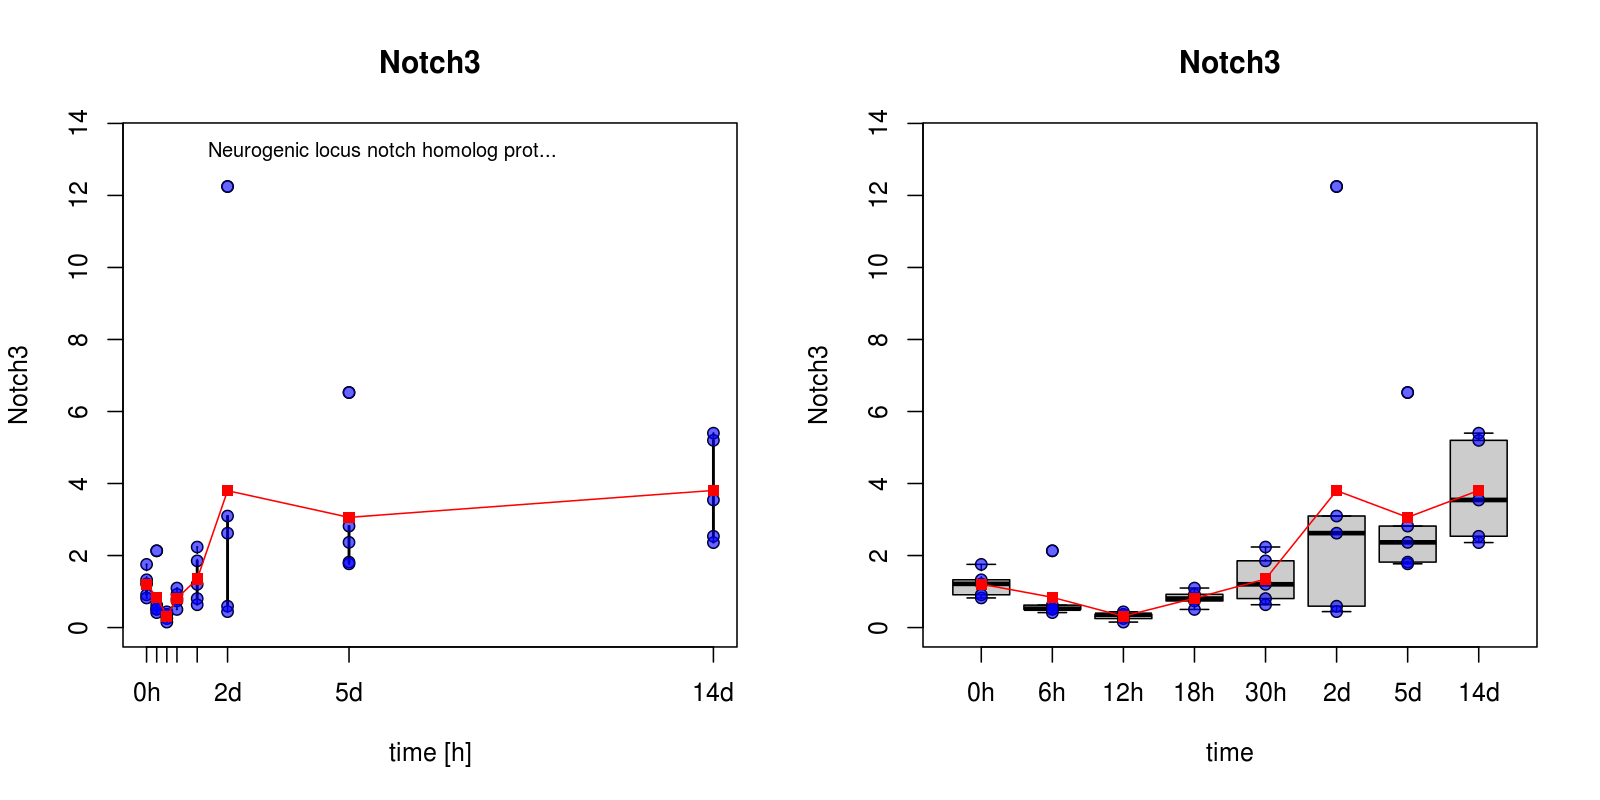 Notch3
Neurogenic locus notch homolog prot...
Notch3
0 2 4 6 8 10 12 14
0h 2d 5d 14d
time [h]
Notch3
Notch3
0 2 4 6 8 10 12 14
0h 6h 12h 18h 30h 2d 5d 14d
time